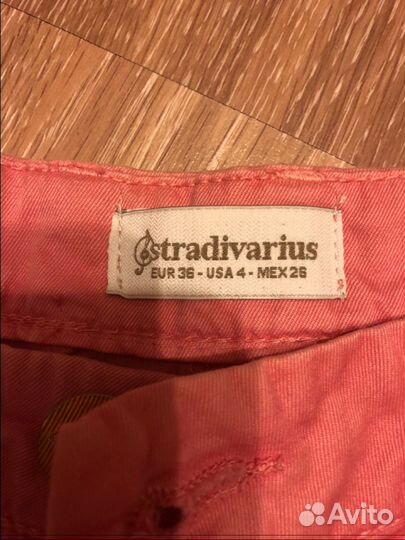 stradivarius
EUR 36 - USA 4 - MEX 26
Avito